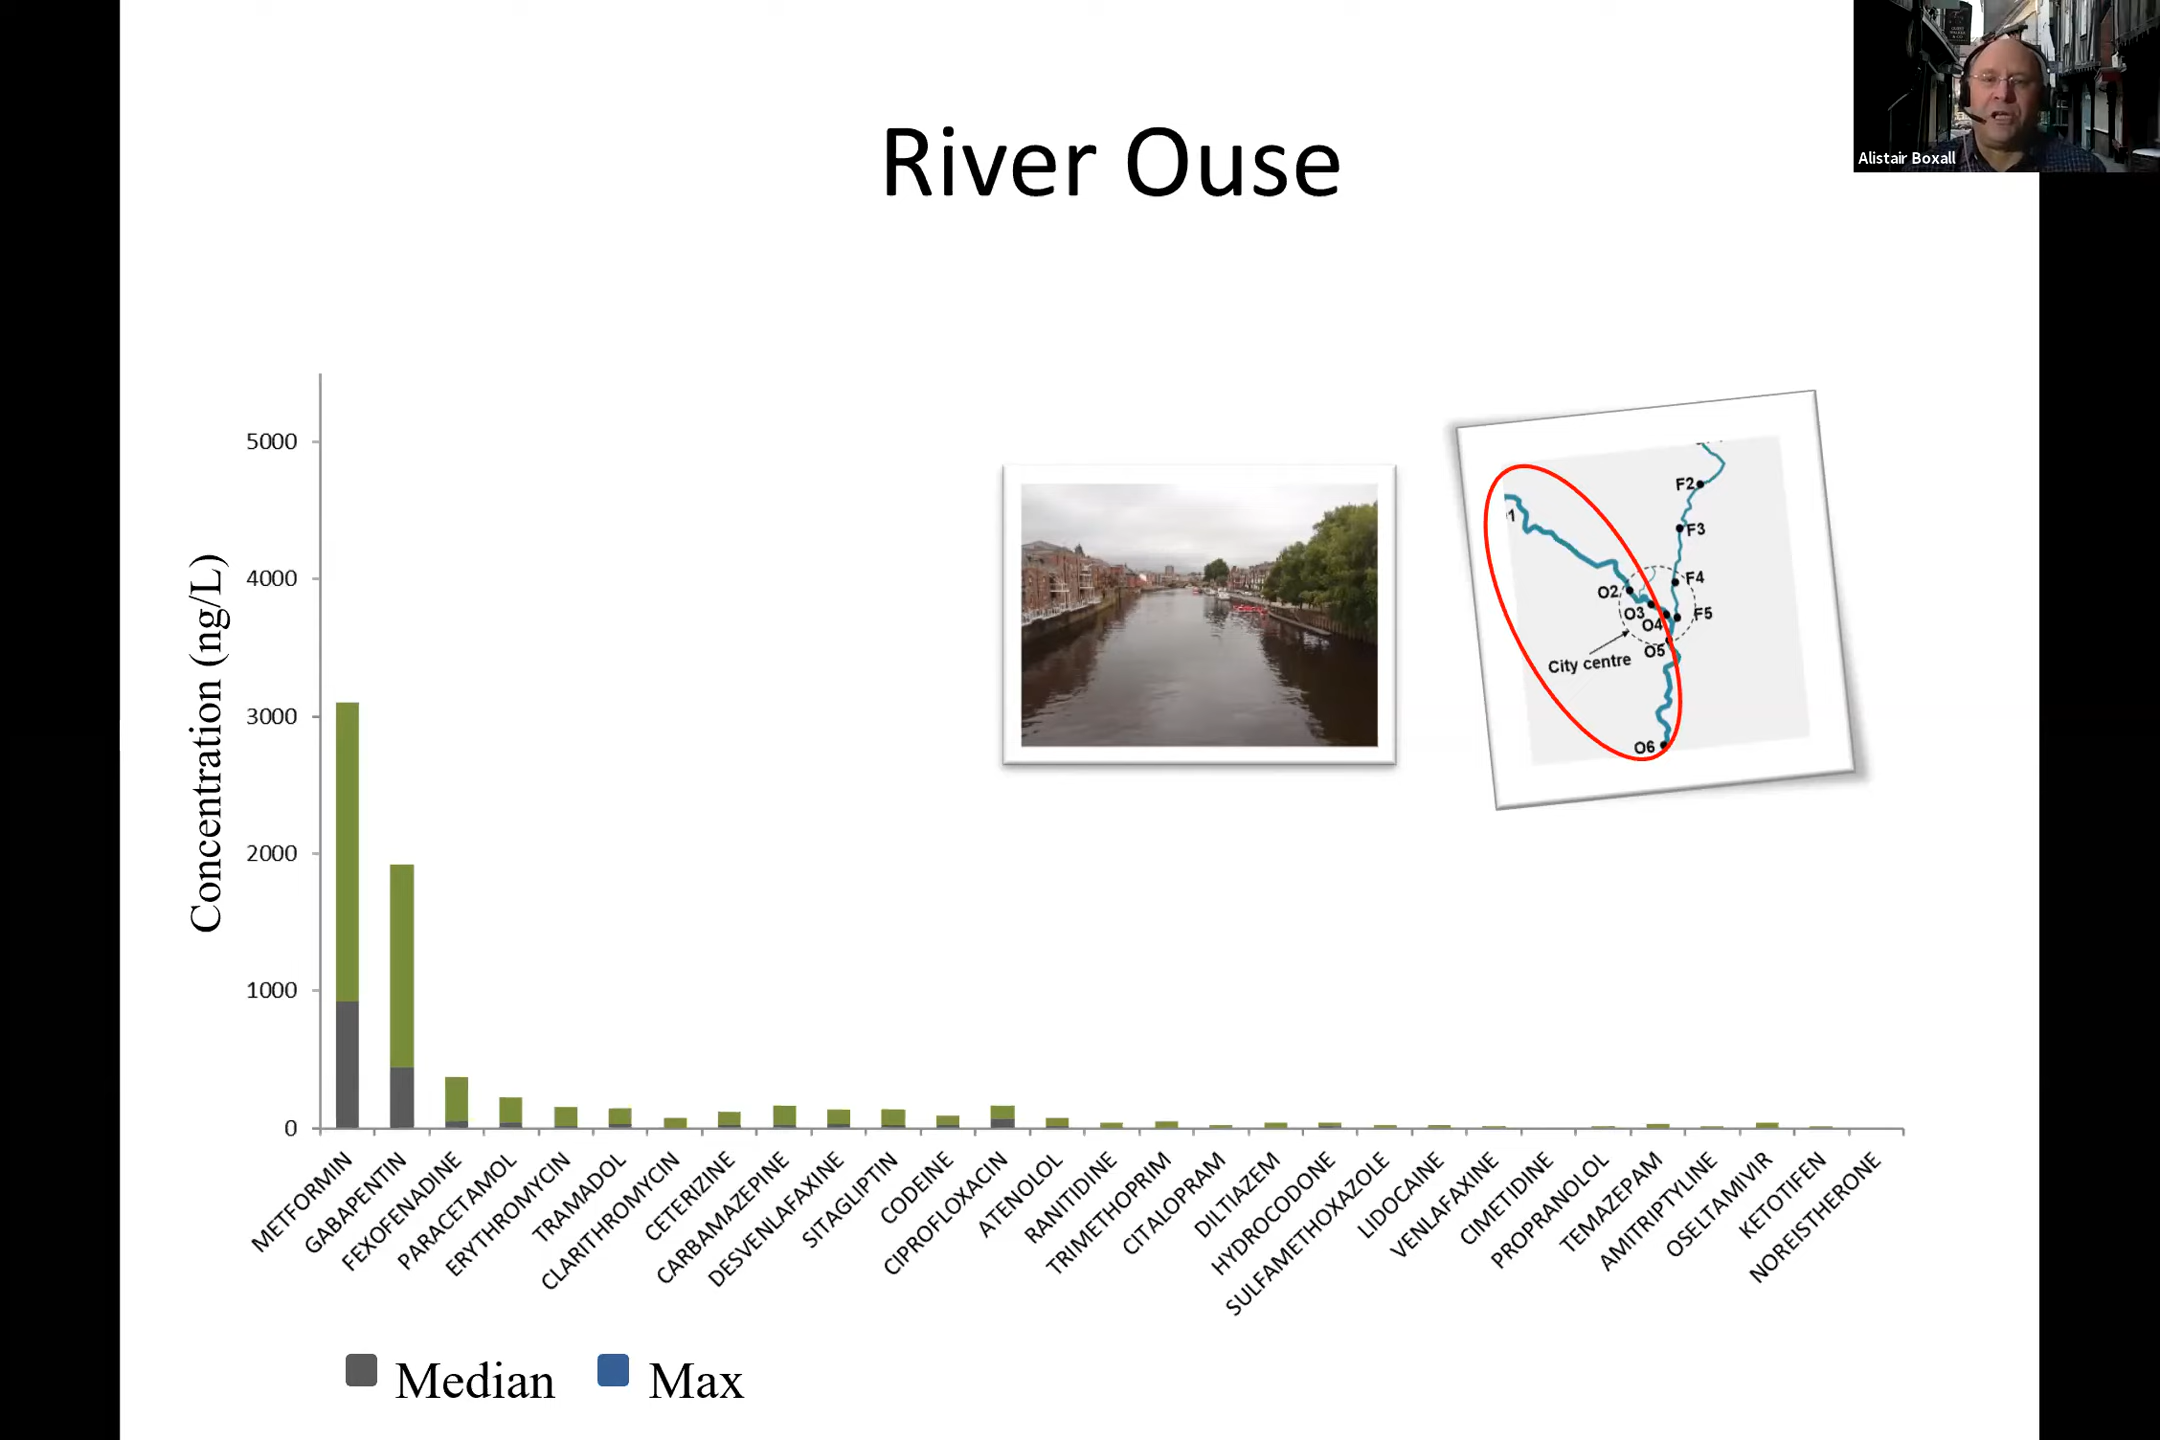 Alistair Boxall
River Ouse
Concentration (ng/L)
5000
4000
3000
2000
1000
0
METFORMIN
GABAPENTIN
FEXOFENADINE
PARACETAMOL
ERYTHROMYCIN
TRAMADOL
CLARITHROMYCIN
CETERIZINE
CARBAMAZEPINE
DESVENLAFAXINE
SITAGLIPTIN
CODEINE
CIPROFLOXACIN
ATENOLOL
RANITIDINE
TRIMETHOPRIM
CITALOPRAM
DILTIAZEM
HYDROCODONE
SULFAMETHOXAZOLE
LIDOCAINE
VENLAFAXINE
CIMETIDINE
PROPRANOLOL
TEMAZEPAM
AMITRIPTYLINE
OSELTAMIVIR
KETOTIFEN
NOREISTHERONE
Median
Max
F2
1
F3
F4
O2
O3
F5
O4
O5
City centre
O6